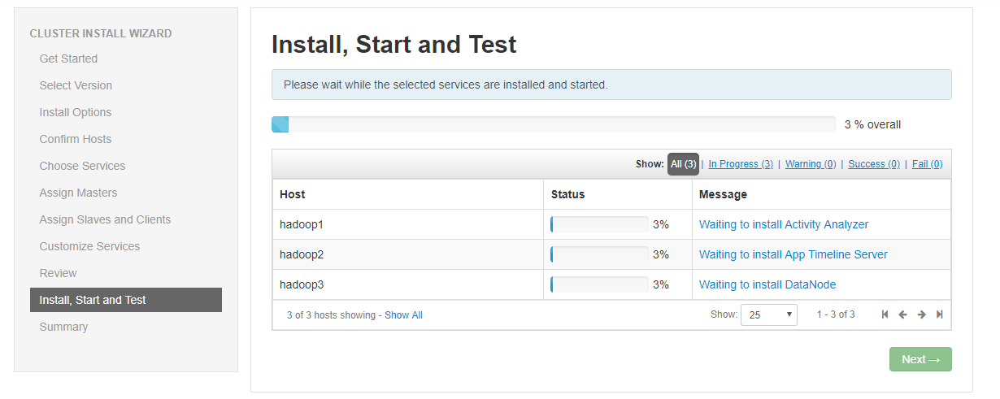 CLUSTER INSTALL WIZARD
Get Started
Select Version
Install Options
Confirm Hosts
Choose Services
Assign Masters
Assign Slaves and Clients
Customize Services
Review
Install, Start and Test
Summary
Install, Start and Test
Please wait while the selected services are installed and started.
3 % overall
Show: All (3) | In Progress (3) | Warning (0) | Success (0) | Fail (0)
Host Status Message
hadoop1 3% Waiting to install Activity Analyzer
hadoop2 3% Waiting to install App Timeline Server
hadoop3 3% Waiting to install DataNode
3 of 3 hosts showing - Show All Show: 25 1 - 3 of 3
Next →